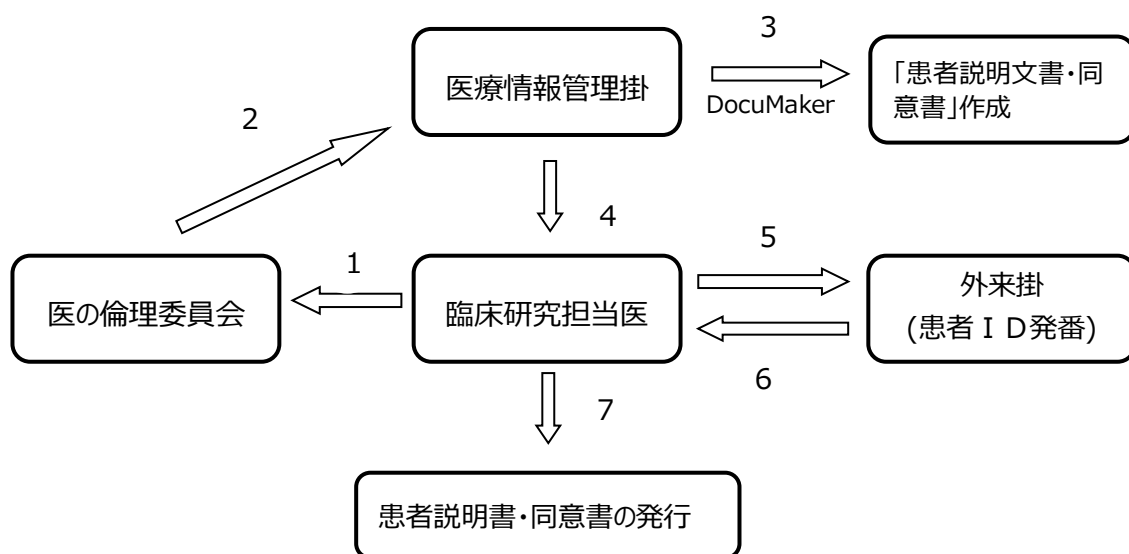 3
医療情報管理掛
「患者説明文書・同
意書」作成
DocuMaker
2
4
1
5
医の倫理委員会
臨床研究担当医
外来掛
(患者ＩＤ発番)
6
7
患者説明書・同意書の発行